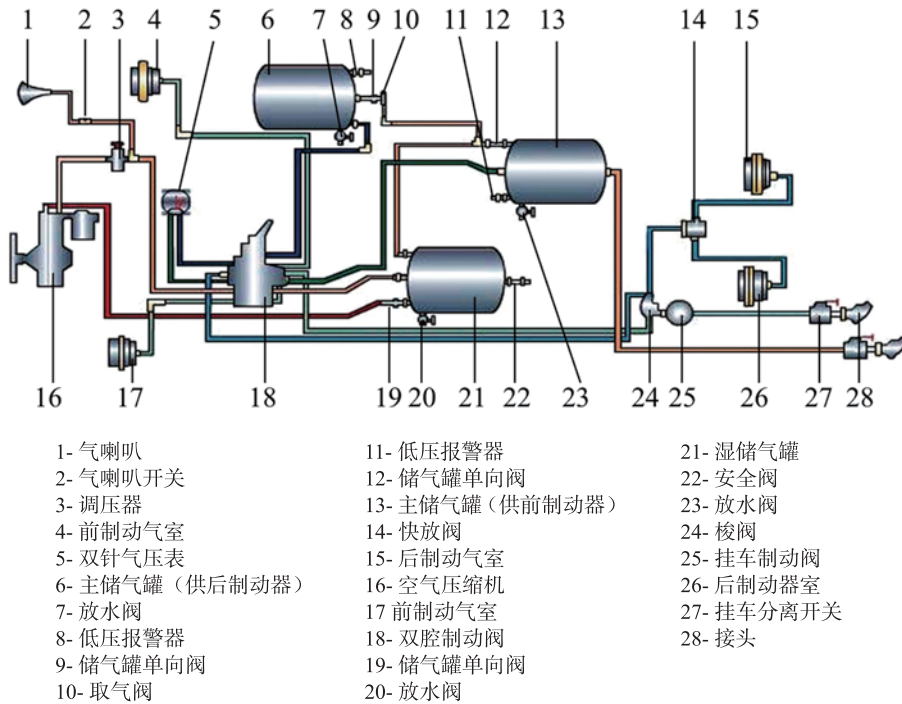 1 2 3 4 5 6 7 8 9 10 11 12 13 14 15
16 17 18 19 20 21 22 23 24 25 26 27 28
1- 气喇叭
2- 气喇叭开关
3- 调压器
4- 前制动气室
5- 双针气压表
6- 主储气罐（供后制动器）
7- 放水阀
8- 低压报警器
9- 储气罐单向阀
10- 取气阀
11- 低压报警器
12- 储气罐单向阀
13- 主储气罐（供前制动器）
14- 快放阀
15- 后制动气室
16- 空气压缩机
17 前制动气室
18- 双腔制动阀
19- 储气罐单向阀
20- 放水阀
21- 湿储气罐
22- 安全阀
23- 放水阀
24- 梭阀
25- 挂车制动阀
26- 后制动器室
27- 挂车分离开关
28- 接头